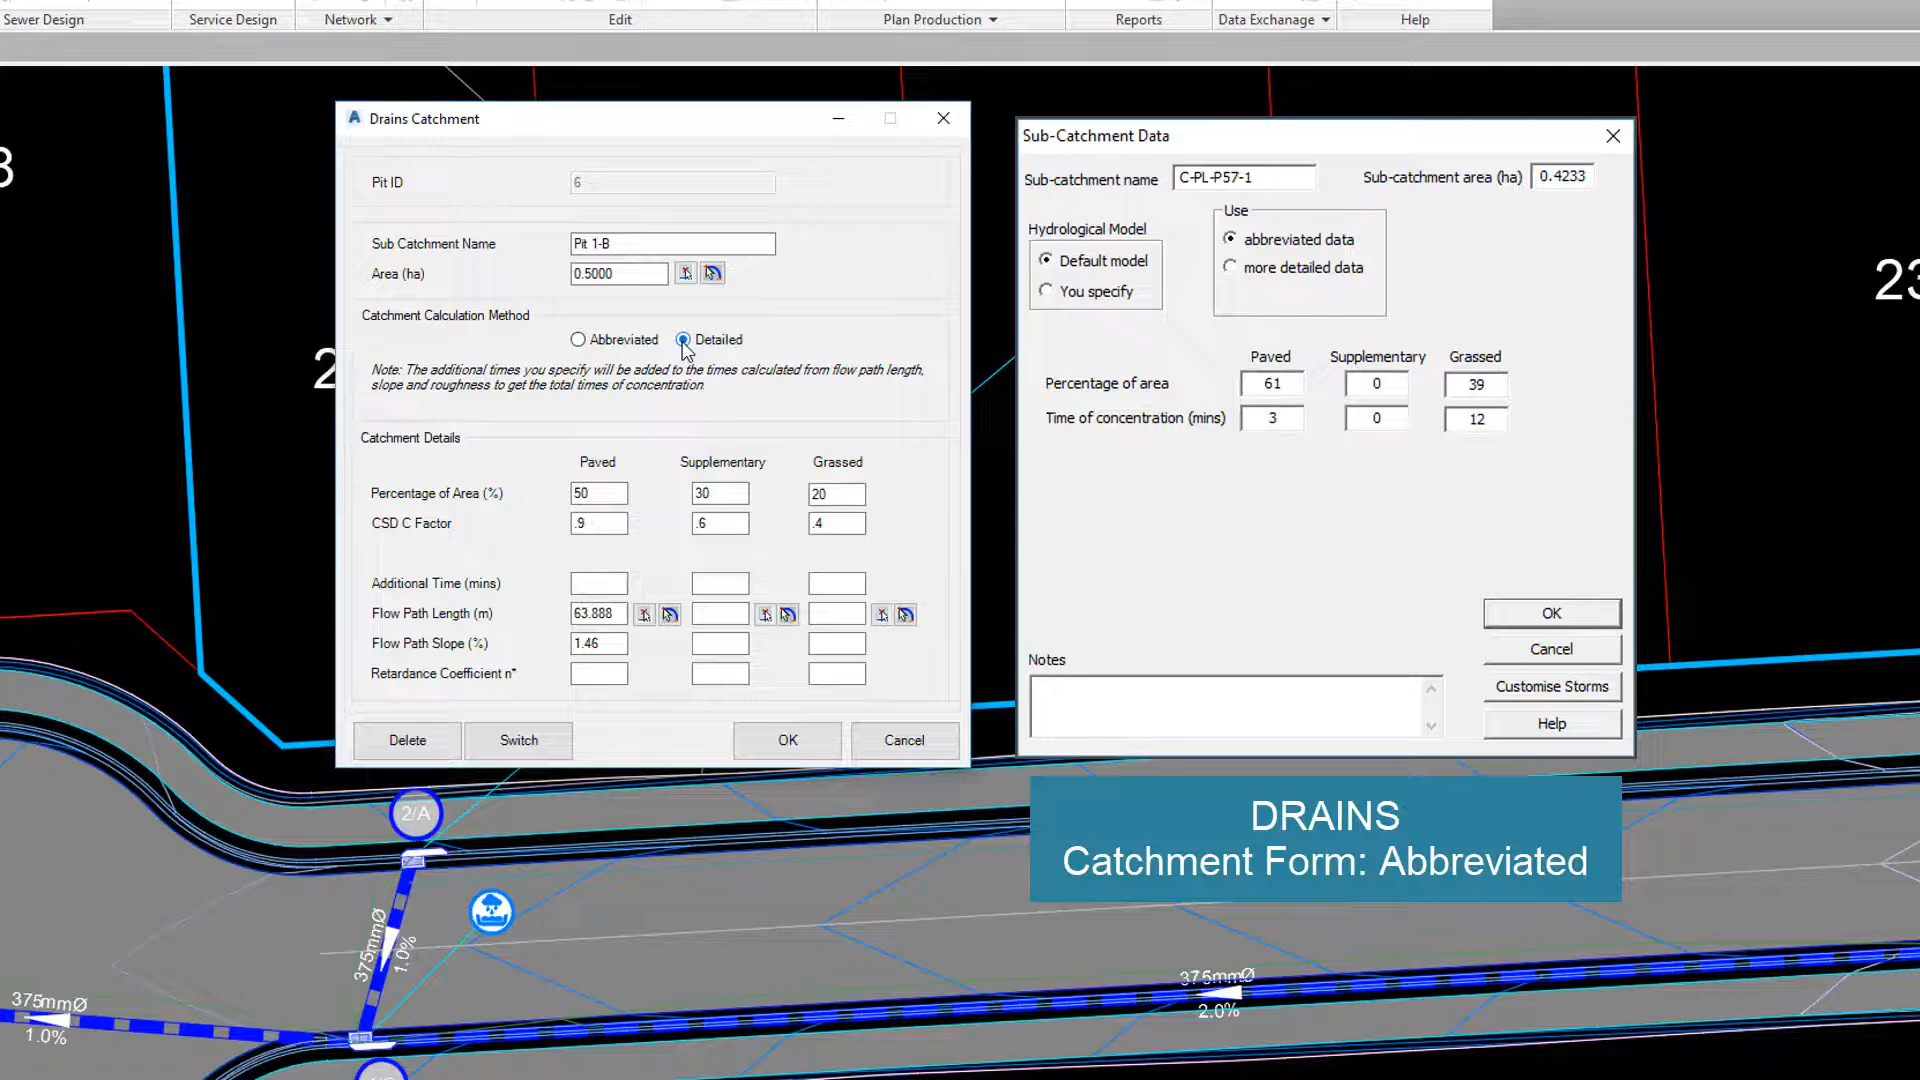 Sewer Design
Service Design
Network
Edit
Plan Production
Reports
Data Exchange
Help
Drains Catchment
Pit ID
6
Sub Catchment Name
Pit 1-B
Area (ha)
0.5000
Catchment Calculation Method
Abbreviated
Detailed
Note: The additional times you specify will be added to the times calculated from flow path length,
slope and roughness to get the total times of concentration
Catchment Details
Paved Supplementary Grassed
Percentage of Area (%) 50 30 20
CSD C Factor .9 .6 .4
Additional Time (mins)
Flow Path Length (m) 63.888
Flow Path Slope (%) 1.46
Retardance Coefficient n*
Delete
Switch
OK
Cancel
Sub-Catchment Data
Sub-catchment name C-PL-P57-1
Sub-catchment area (ha) 0.4233
Hydrological Model
Default model
You specify
Use
abbreviated data
more detailed data
Paved Supplementary Grassed
Percentage of area 61 0 39
Time of concentration (mins) 3 0 12
OK
Cancel
Customise Storms
Help
Notes
DRAINS
Catchment Form: Abbreviated
2/A
375mmØ
1.0%
375mmØ
1.0%
375mmØ
2.0%